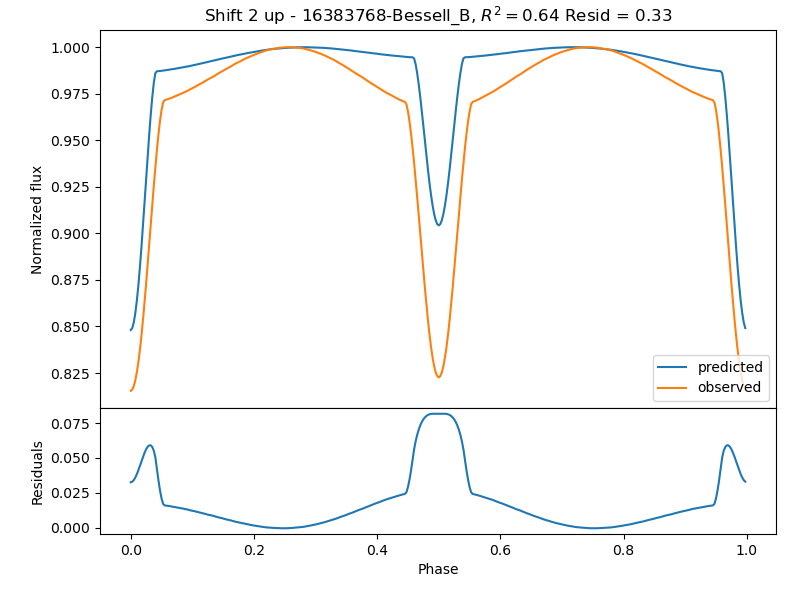 Shift 2 up - 16383768-Bessell_B, $R^2 = 0.64$ Resid = 0.33
1.000
0.975
0.950
0.925
0.900
0.875
0.850
0.825
Normalized flux
predicted
observed
0.075
0.050
0.025
0.000
Residuals
0.0 0.2 0.4 0.6 0.8 1.0
Phase